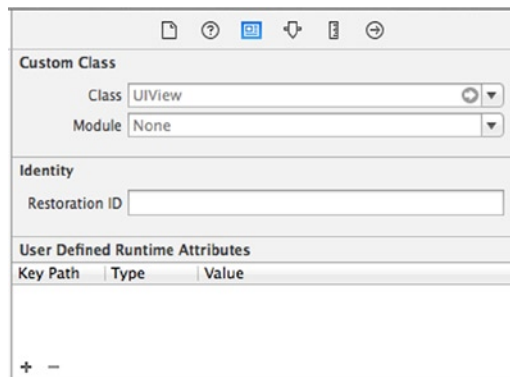 Custom Class
Class UIView
Module None
Identity
Restoration ID
User Defined Runtime Attributes
Key Path Type Value